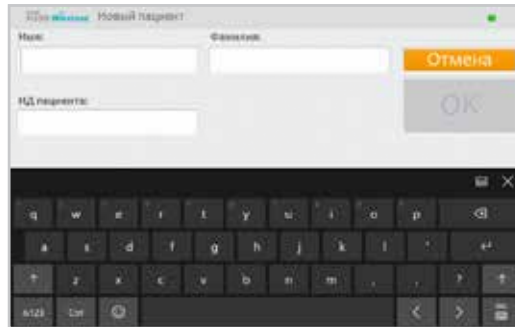 Новый пациент
Имя:
Фамилия:
Отмена
ИД пациента:
OK
q w e r t y u i o p
a s d f g h j k l '
z x c v b n m , . ?
&123 Ctrl